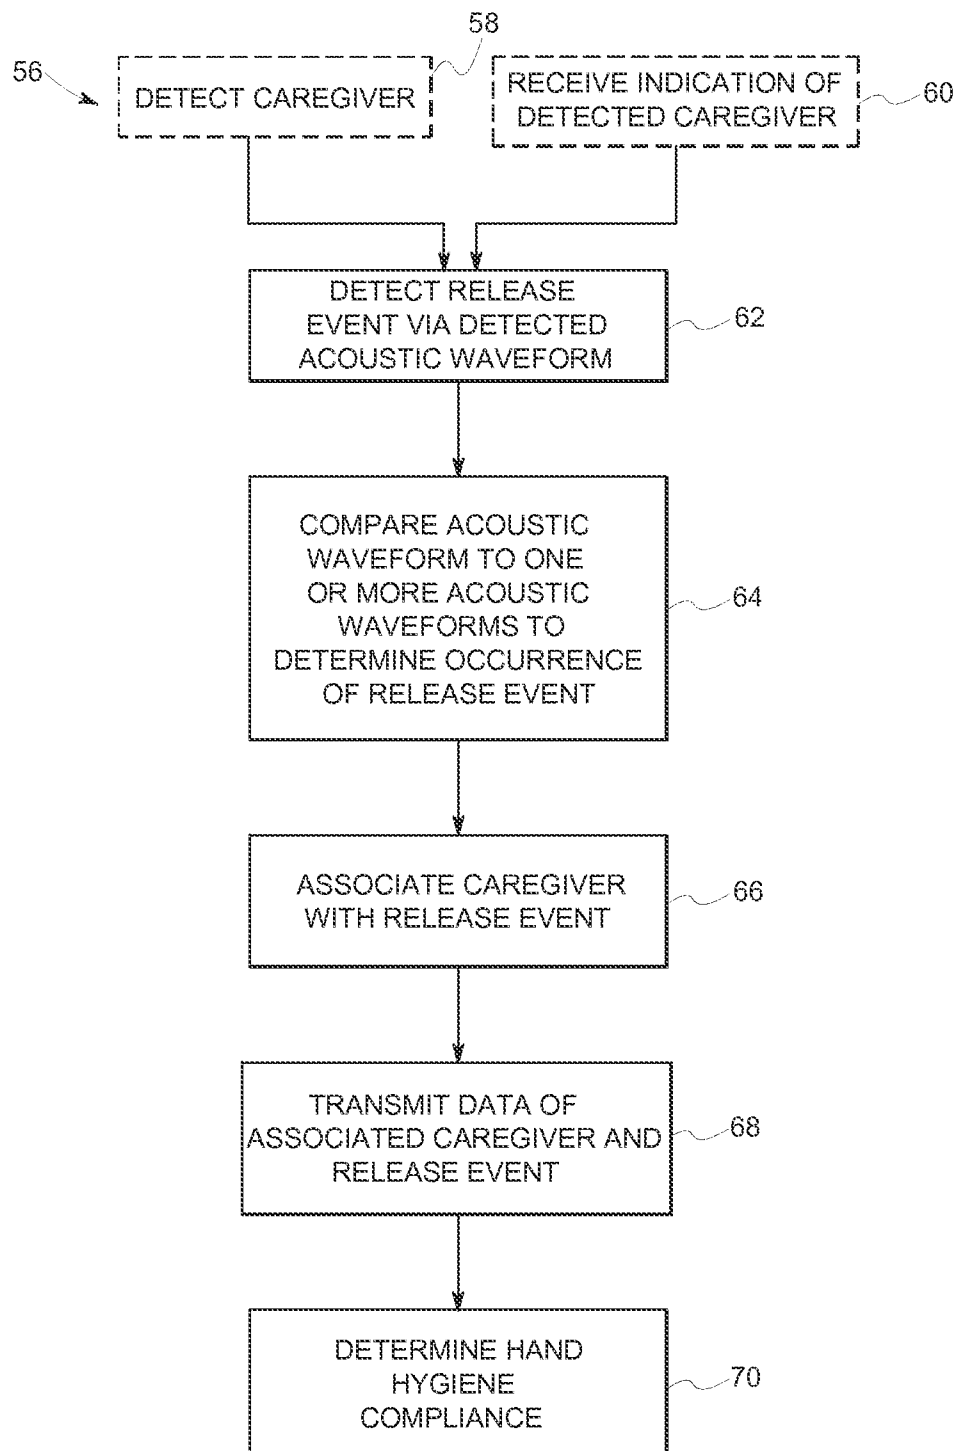 58
56
DETECT CAREGIVER
RECEIVE INDICATION OF
DETECTED CAREGIVER
60
DETECT RELEASE
EVENT VIA DETECTED
ACOUSTIC WAVEFORM
62
COMPARE ACOUSTIC
WAVEFORM TO ONE
OR MORE ACOUSTIC
WAVEFORMS TO
DETERMINE OCCURRENCE
OF RELEASE EVENT
64
ASSOCIATE CAREGIVER
WITH RELEASE EVENT
66
TRANSMIT DATA OF
ASSOCIATED CAREGIVER AND
RELEASE EVENT
68
DETERMINE HAND
HYGIENE
COMPLIANCE
70